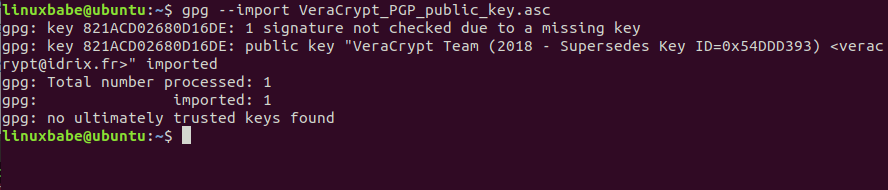 linuxbabe@ubuntu:~$ gpg --import VeraCrypt_PGP_public_key.asc
gpg: key 821ACD02680D16DE: 1 signature not checked due to a missing key
gpg: key 821ACD02680D16DE: public key "VeraCrypt Team (2018 - Supersedes Key ID=0x54DDD393) <verac
rypt@idrix.fr>" imported
gpg: Total number processed: 1
gpg:               imported: 1
gpg: no ultimately trusted keys found
linuxbabe@ubuntu:~$